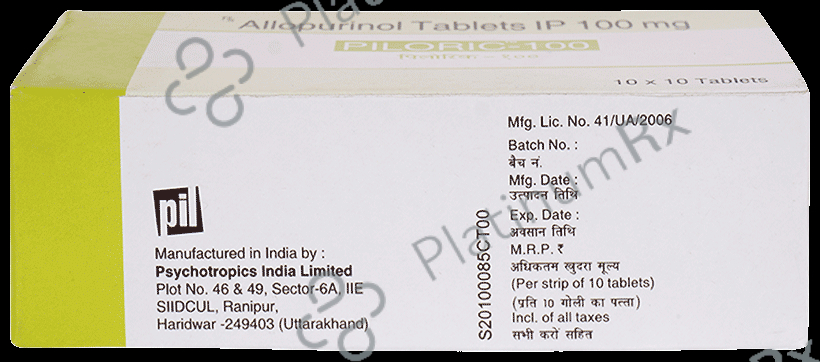 Rx Allopurinol Tablets IP 100 mg
PILORIC-100
पिलोरिक - १००
10 x 10 Tablets
Mfg. Lic. No. 41/UA/2006
Batch No. :
बैच नं.
Mfg. Date :
उत्पादन तिथि
Exp. Date :
अवसान तिथि
M.R.P. ₹
अधिकतम खुदरा मूल्य
(Per strip of 10 tablets)
(प्रति 10 गोली का पत्ता)
Incl. of all taxes
सभी करों सहित
S20100085CT00
pil
Manufactured in India by :
Psychotropics India Limited
Plot No. 46 & 49, Sector-6A, IIE
SIIDCUL, Ranipur,
Haridwar -249403 (Uttarakhand)
PlatinumRx
PlatinumRx